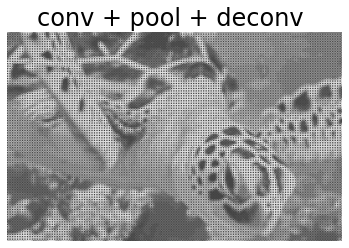 conv + pool + deconv